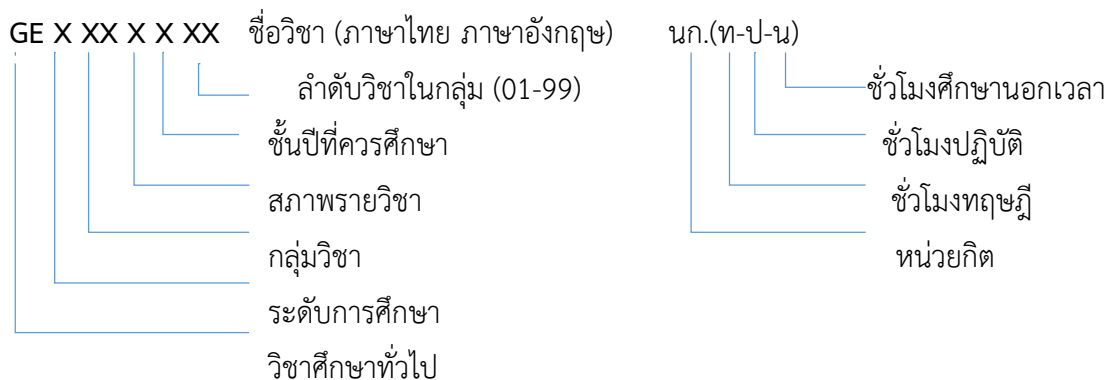 GE X XX X X XX ชื่อวิชา (ภาษาไทย ภาษาอังกฤษ) นก.(ท-ป-น)
ลำดับวิชาในกลุ่ม (01-99) ชั่วโมงศึกษานอกเวลา
ชั้นปีที่ควรศึกษา ชั่วโมงปฏิบัติ
สภาพรายวิชา ชั่วโมงทฤษฎี
กลุ่มวิชา หน่วยกิต
ระดับการศึกษา
วิชาศึกษาทั่วไป